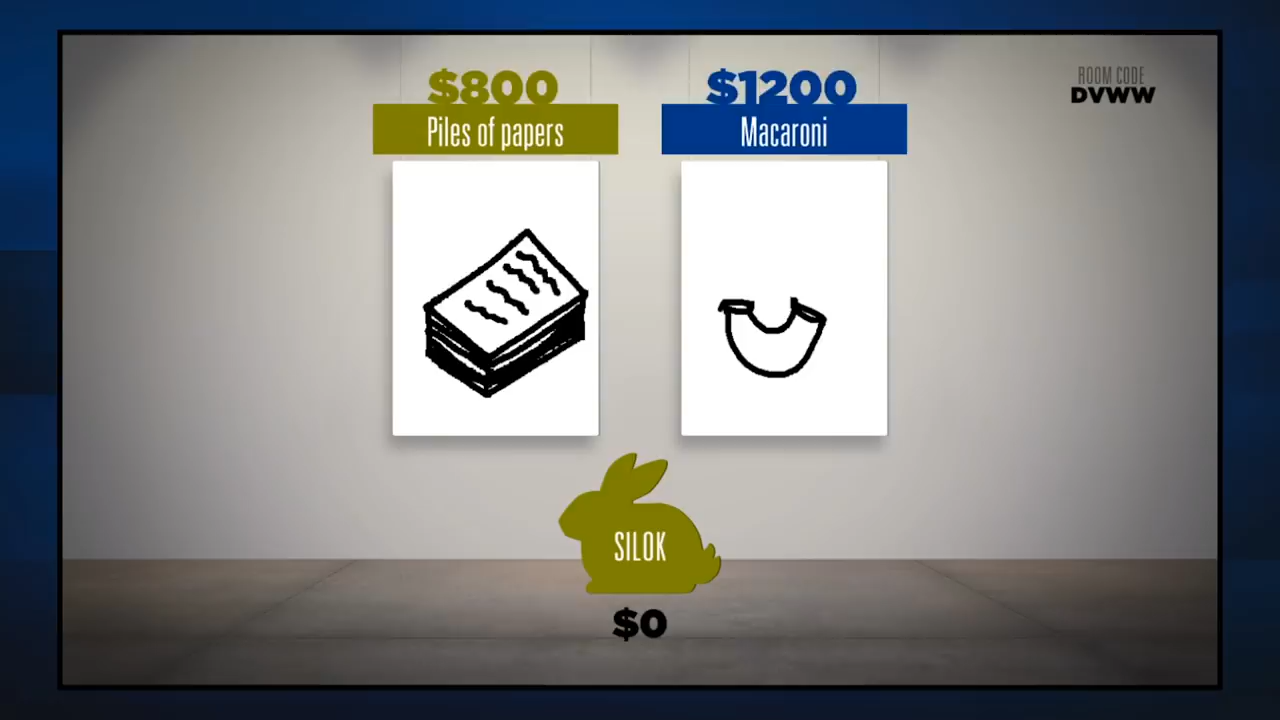 $800
$1200
ROOM CODE
DVWW
Piles of papers
Macaroni
SILOK
$0